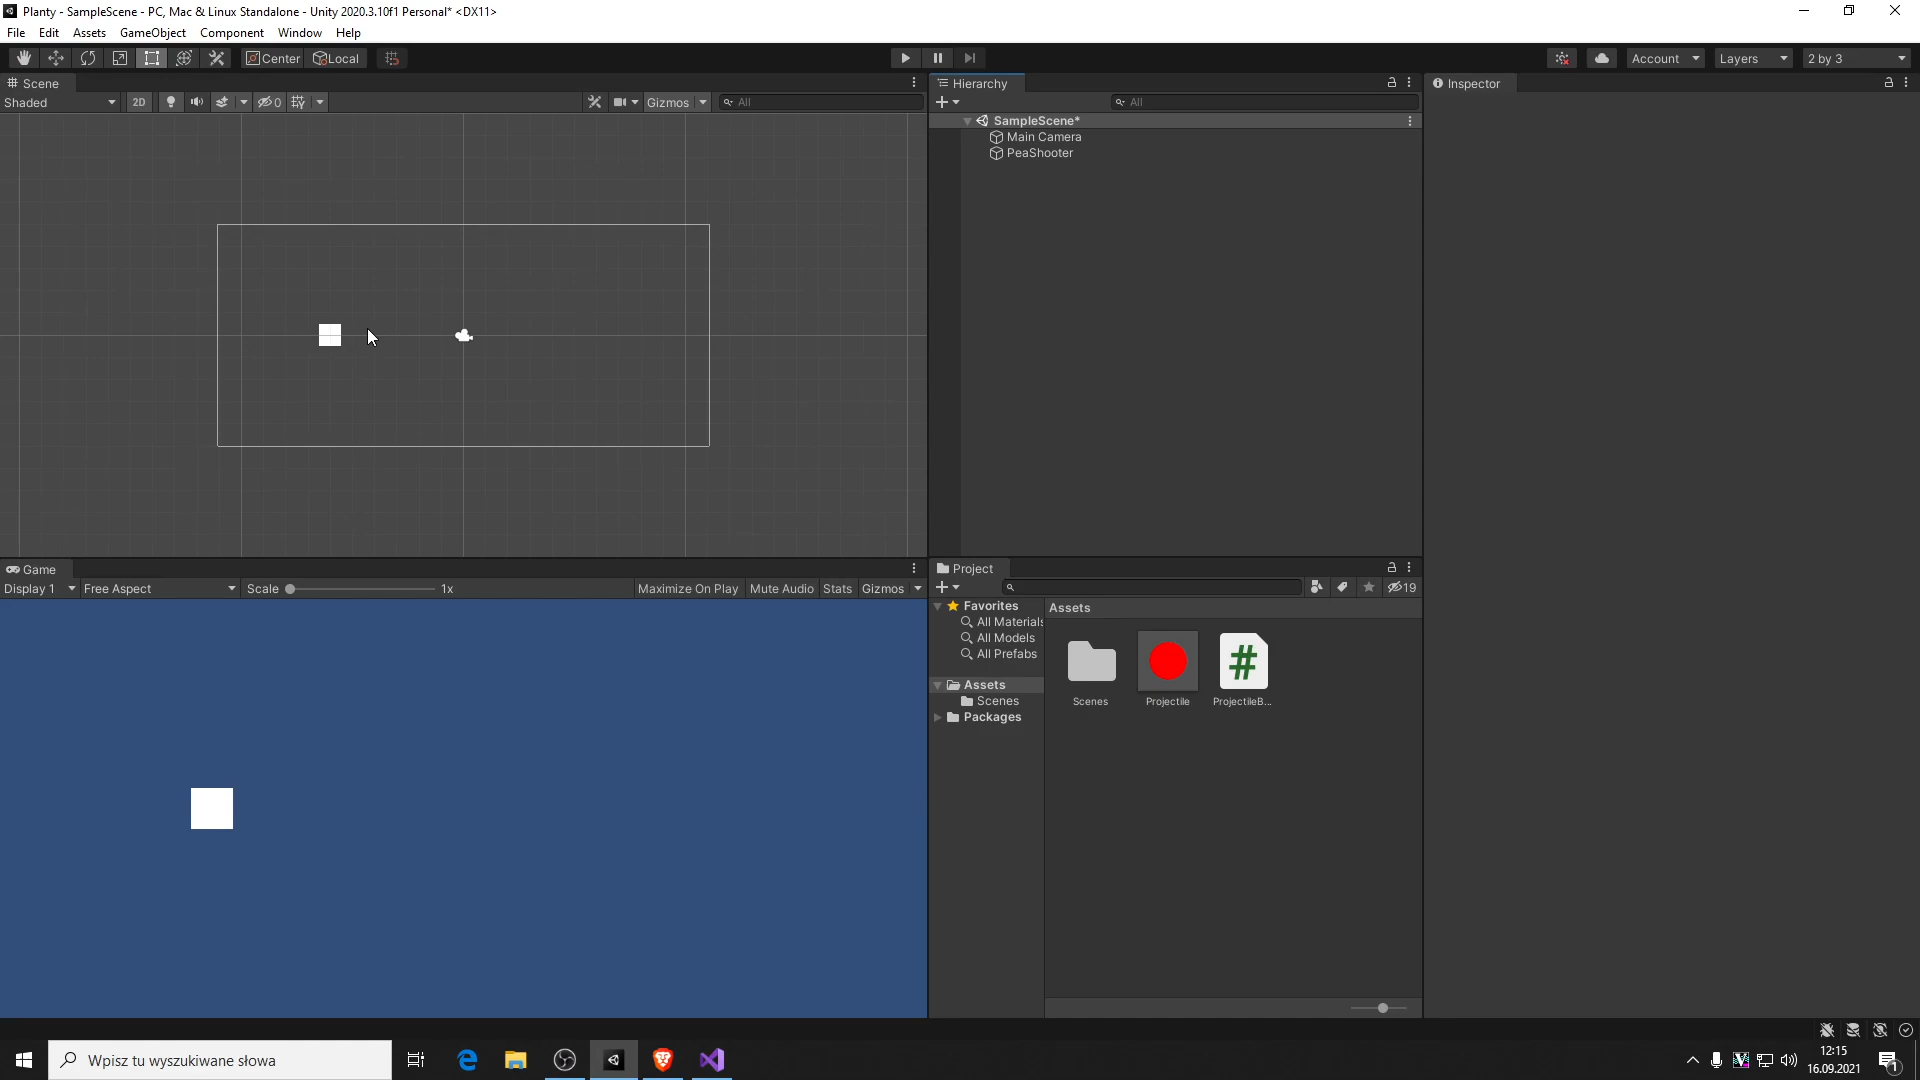 Planty - SampleScene - PC, Mac & Linux Standalone - Unity 2020.3.10f1 Personal* <DX11>
File Edit Assets GameObject Component Window Help
Center Local
Account Layers 2 by 3
Scene
Shaded 2D 0 Gizmos All
Hierarchy
All
SampleScene*
Main Camera
PeaShooter
Inspector
Game
Display 1 Free Aspect Scale 1x Maximize On Play Mute Audio Stats Gizmos
Project
19
Favorites
All Materials
All Models
All Prefabs
Assets
Scenes
Packages
Assets
Scenes Projectile ProjectileB...
Wpisz tu wyszukiwane słowa
12:15
16.09.2021
1